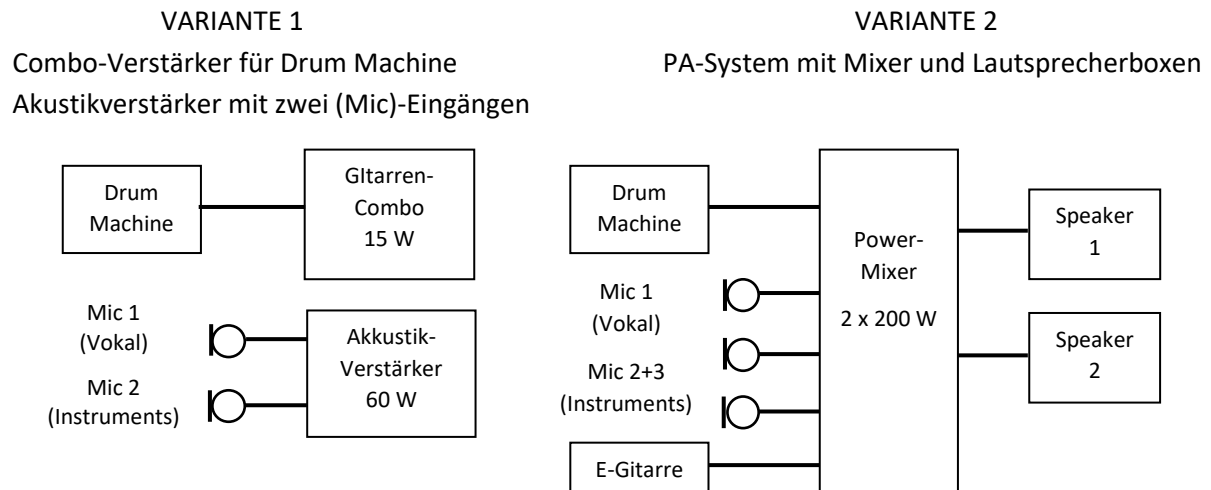 VARIANTE 1
Combo-Verstärker für Drum Machine
Akustikverstärker mit zwei (Mic)-Eingängen
Drum
Machine
GItarren-
Combo
15 W
Mic 1
(Vokal)
Mic 2
(Instruments)
Akkustik-
Verstärker
60 W
VARIANTE 2
PA-System mit Mixer und Lautsprecherboxen
Drum
Machine
Mic 1
(Vokal)
Mic 2+3
(Instruments)
E-Gitarre
Power-
Mixer
2 x 200 W
Speaker
1
Speaker
2